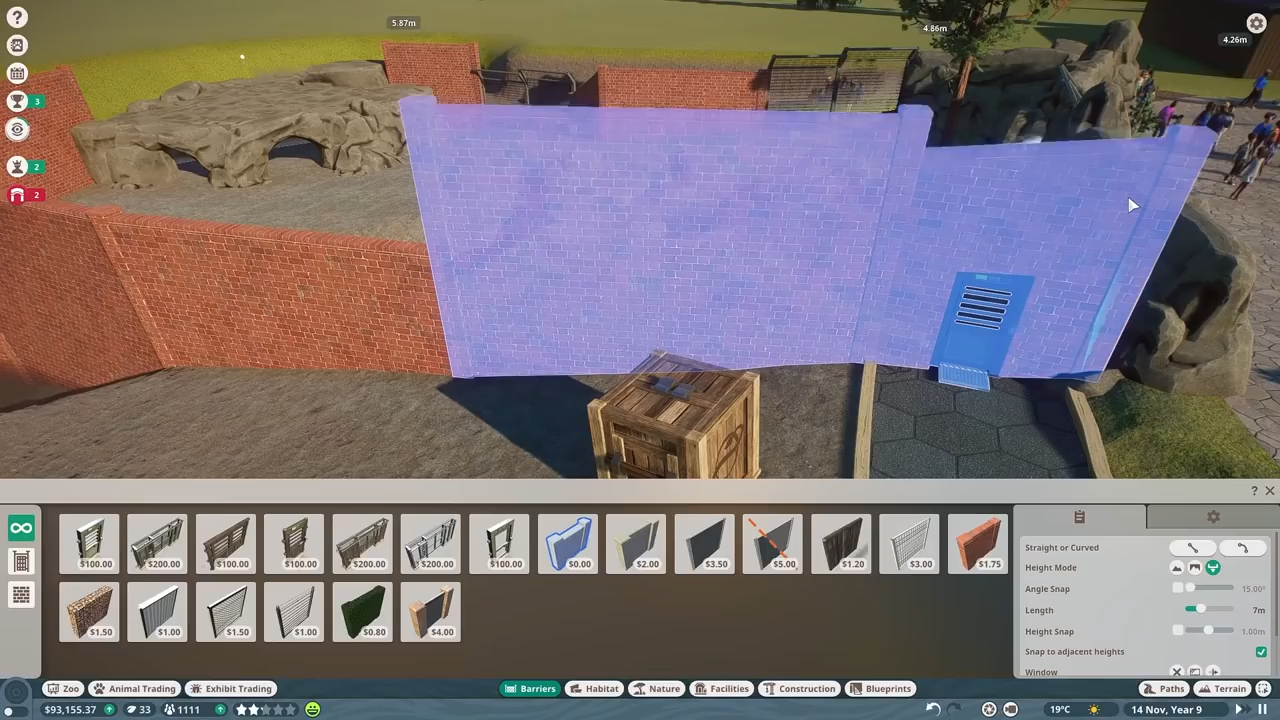 5.87m
4.86m
4.26m
?
3
2
2
? ×
$100.00 $200.00 $100.00 $100.00 $200.00 $200.00 $100.00 $0.00 $2.00 $3.50 $5.00 $1.20 $3.00 $1.75
$1.50 $1.00 $1.50 $1.00 $0.80 $4.00
Straight or Curved
Height Mode
Angle Snap 15.00°
Length 7m
Height Snap 1.00m
Snap to adjacent heights
Window
Zoo Animal Trading Exhibit Trading Barriers Habitat Nature Facilities Construction Blueprints Paths Terrain
$93,155.37 33 1111 19°C 14 Nov, Year 9